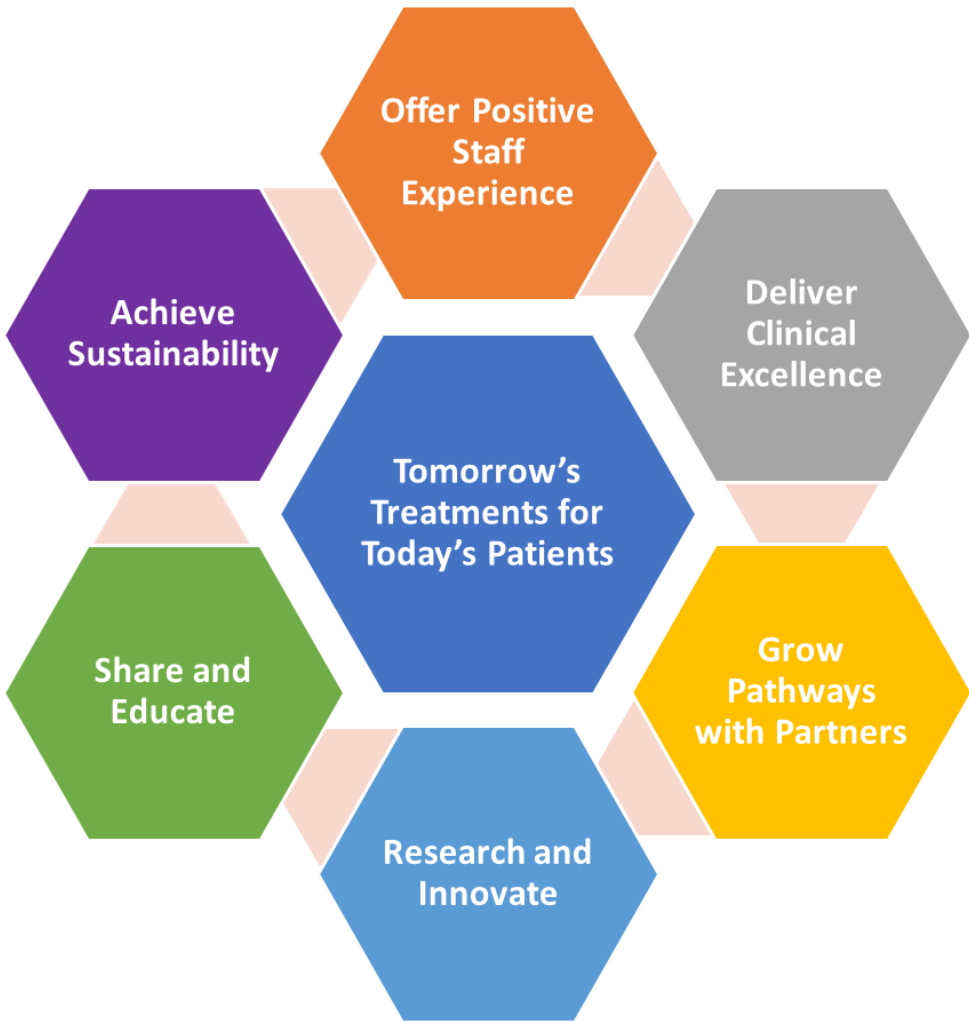 Offer Positive
Staff
Experience
Deliver
Clinical
Excellence
Grow
Pathways
with Partners
Research and
Innovate
Share and
Educate
Achieve
Sustainability
Tomorrow’s
Treatments for
Today’s Patients